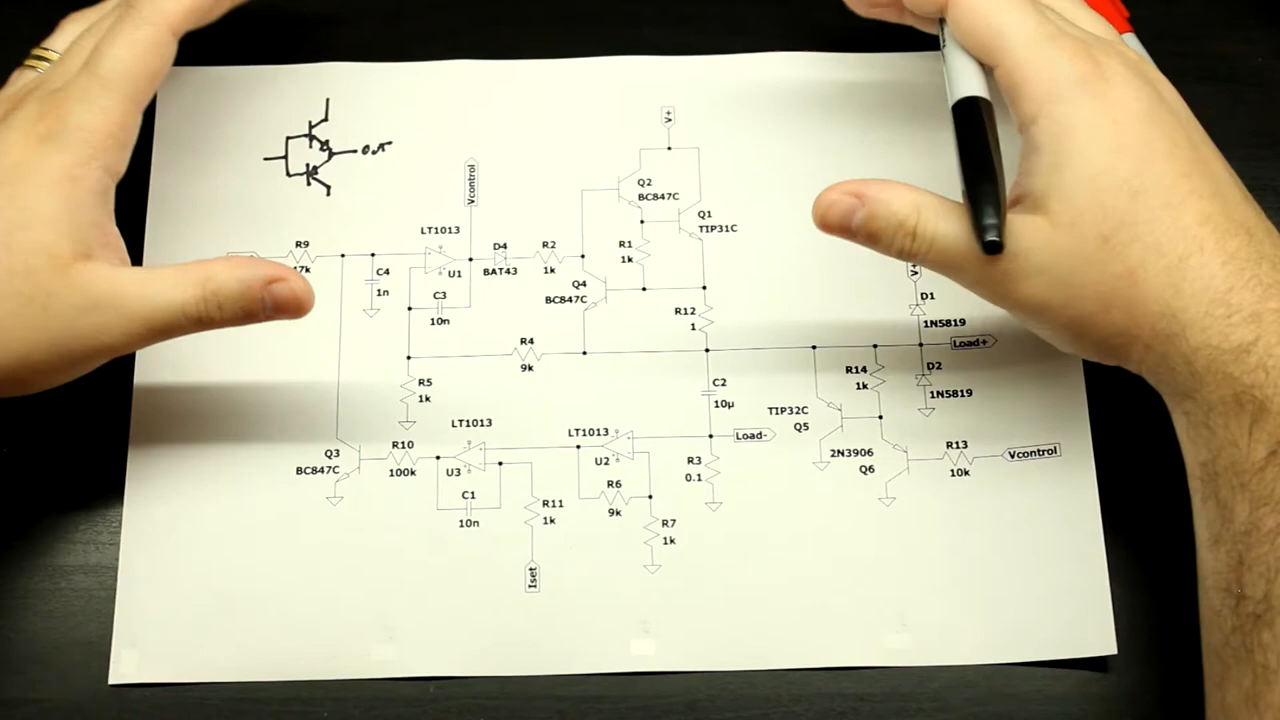 OUT
V+
Vcontrol
Q2
BC847C
Q1
TIP31C
LT1013
R9
7k
C4
1n
U1
D4
BAT43
R2
1k
R1
1k
Q4
BC847C
C3
10n
R12
1
V+
D1
1N5819
Load+
R4
9k
R14
1k
D2
1N5819
R5
1k
C2
10µ
TIP32C
Q5
LT1013
LT1013
Load-
2N3906
Q6
R13
10k
Vcontrol
Q3
BC847C
R10
100k
U3
U2
R3
0.1
C1
10n
R6
9k
R11
1k
R7
1k
Iset